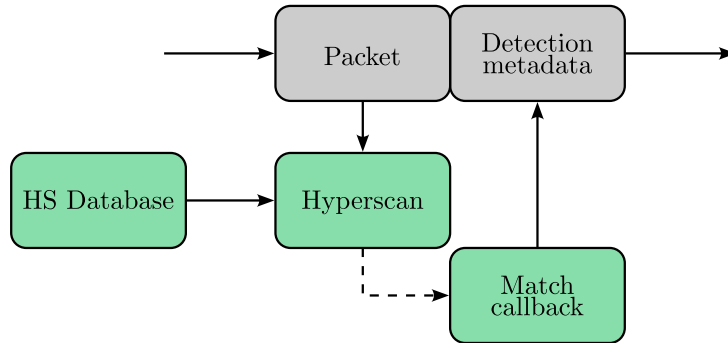 Packet
Detection
metadata
HS Database
Hyperscan
Match
callback